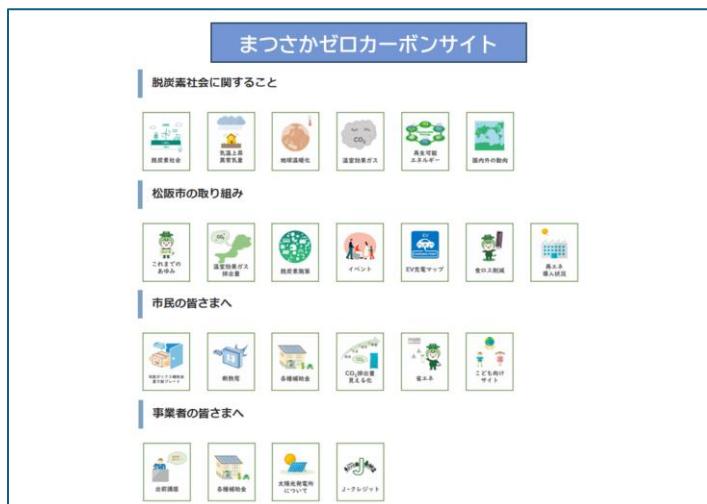 まつさかゼロカーボンサイト
脱炭素社会に関すること
脱炭素社会
気温上昇
異常気象
地球温暖化
CO₂
温室効果ガス
再生可能
エネルギー
国内外の動向
松阪市の取り組み
これまでの
あゆみ
温室効果ガス
排出量
脱炭素施策
イベント
EV
EV充電マップ
食ロス削減
再エネ
導入状況
市民の皆さまへ
断熱窓
各種補助金
CO₂排出量
見える化
省エネ
こども向け
サイト
事業者の皆さまへ
出前講座
各種補助金
太陽光発電所
について
J
J-クレジット